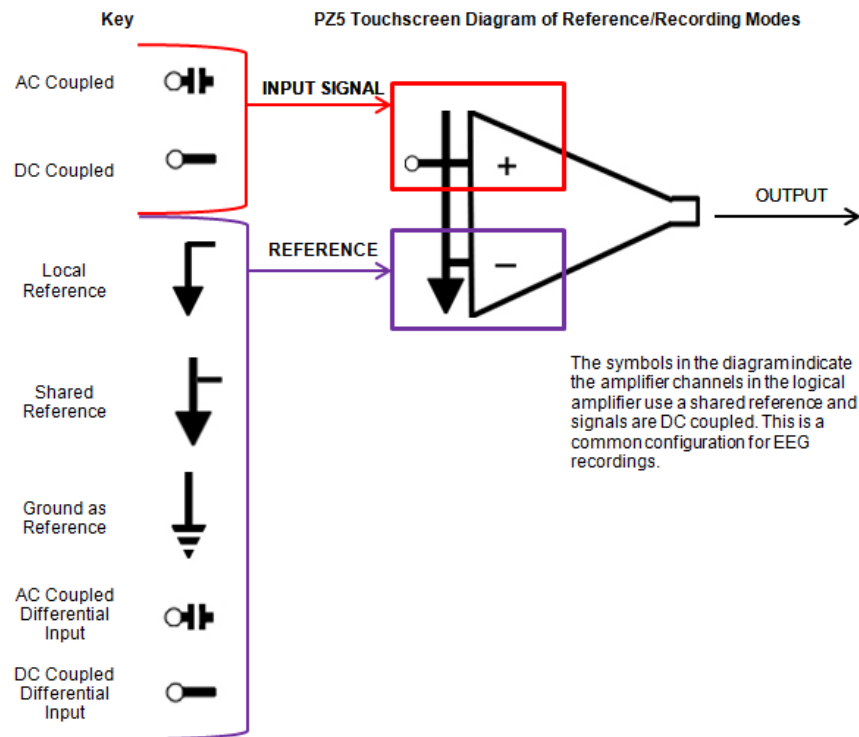 Key
PZ5 Touchscreen Diagram of Reference/Recording Modes
AC Coupled
DC Coupled
INPUT SIGNAL
+
OUTPUT
REFERENCE
−
Local
Reference
Shared
Reference
Ground as
Reference
AC Coupled
Differential
Input
DC Coupled
Differential
Input
The symbols in the diagram indicate
the amplifier channels in the logical
amplifier use a shared reference and
signals are DC coupled. This is a
common configuration for EEG
recordings.